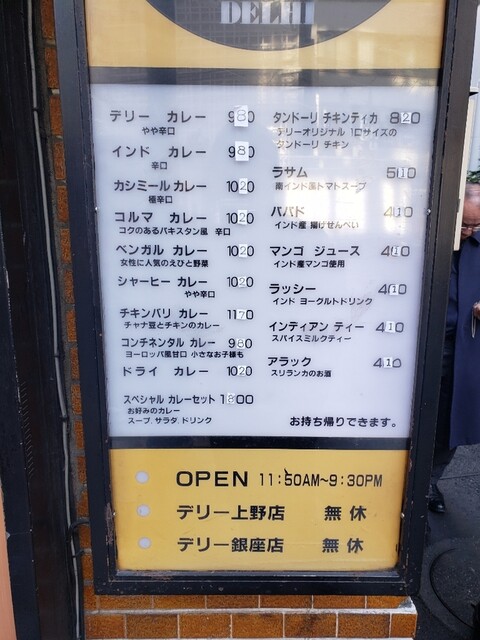 DELHI
デリー カレー 980
やや辛口
インド カレー 980
辛口
カシミール カレー 1020
極辛口
コルマ カレー 1020
コクのあるパキスタン風 辛口
ベンガル カレー 1020
女性に人気のえびと野菜
シャーヒー カレー 1020
やや辛口
チキンバリ カレー 1170
チャナ豆とチキンのカレー
コンチネンタル カレー 980
ヨーロッパ風甘口 小さなお子様も
ドライ カレー 1020
スペシャル カレーセット
お好みのカレー
スープ、サラダ、ドリンク
タンドーリ チキンティカ 820
デリーオリジナル 1口サイズの
タンドーリ チキン
ラサム 510
南インド風トマトスープ
パパド 410
インド産 揚げせんべい
マンゴ ジュース 410
インド産マンゴ使用
ラッシー 410
インド ヨーグルトドリンク
インディアン ティー 410
スパイスミルクティー
アラック 410
スリランカのお酒
お持ち帰りできます。
OPEN 11:50AM~9:30PM
デリー上野店 無休
デリー銀座店 無休